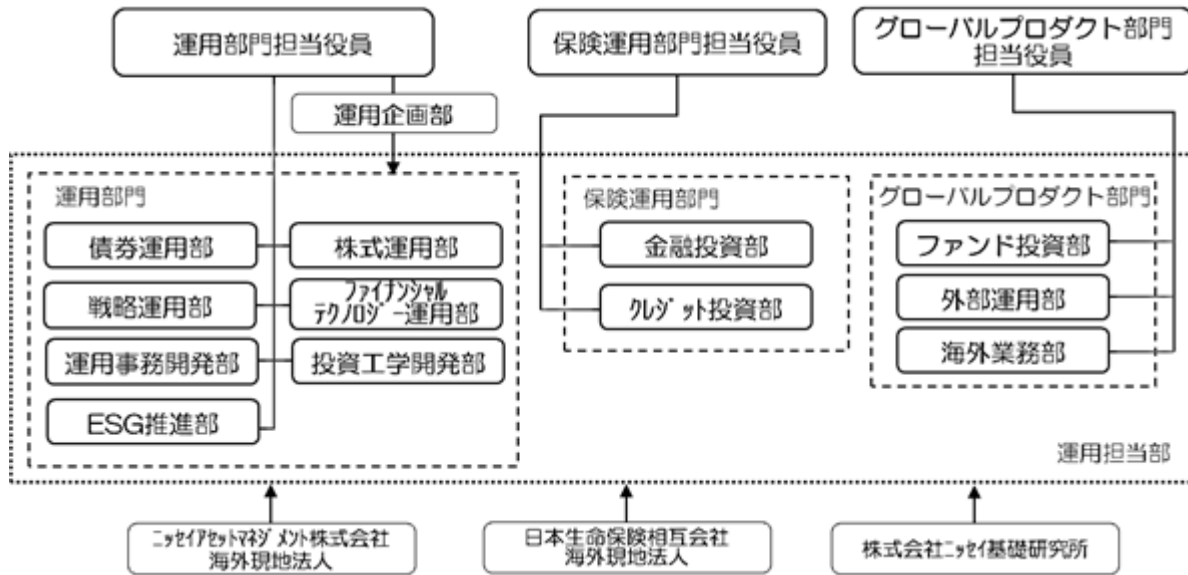 運用部門担当役員
保険運用部門担当役員
グローバルプロダクト部門
担当役員
運用企画部
運用部門
債券運用部
株式運用部
戦略運用部
ファイナンシャル
テクノロジー運用部
運用事務開発部
投資工学開発部
ESG推進部
保険運用部門
金融投資部
クレジット投資部
グローバルプロダクト部門
ファンド投資部
外部運用部
海外業務部
運用担当部
ニッセイアセットマネジメント株式会社
海外現地法人
日本生命保険相互会社
海外現地法人
株式会社ニッセイ基礎研究所